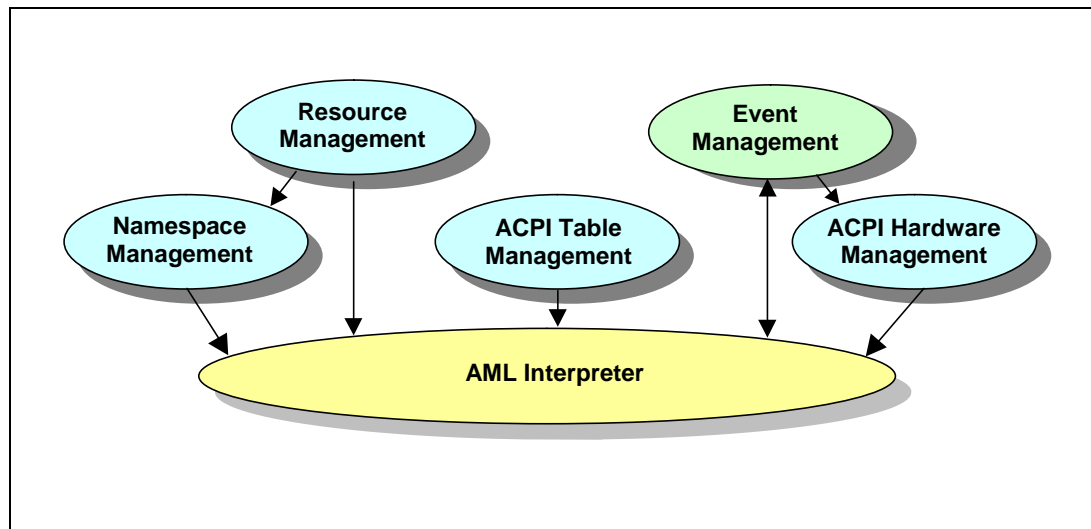 Resource
Management
Event
Management
Namespace
Management
ACPI Table
Management
ACPI Hardware
Management
AML Interpreter